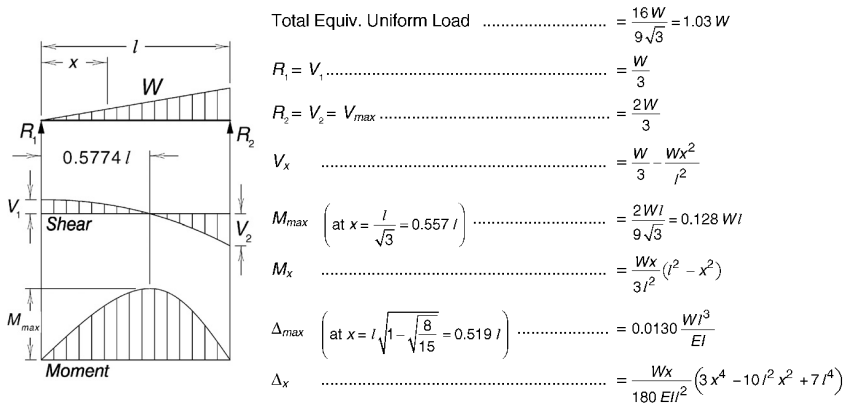 l
x
W
R₁ R₂
0.5774 l
V₁
Shear
V₂
M max
Moment
Total Equiv. Uniform Load .................... = 16 W / 9√3 = 1.03 W
R₁ = V₁ .................... = W / 3
R₂ = V₂ = Vmax .................... = 2W / 3
Vₓ .................... = W / 3 − Wx² / l²
Mmax (at x = l / √3 = 0.557 l) .................... = 2Wl / 9√3 = 0.128 Wl
Mₓ .................... = Wx / 3l² (l² − x²)
Δmax (at x = l √(1−√(8/15)) = 0.519 l) .................... = 0.0130 Wl³ / EI
Δₓ .................... = Wx / 180 EIl² (3x⁴ − 10l²x² + 7l⁴)